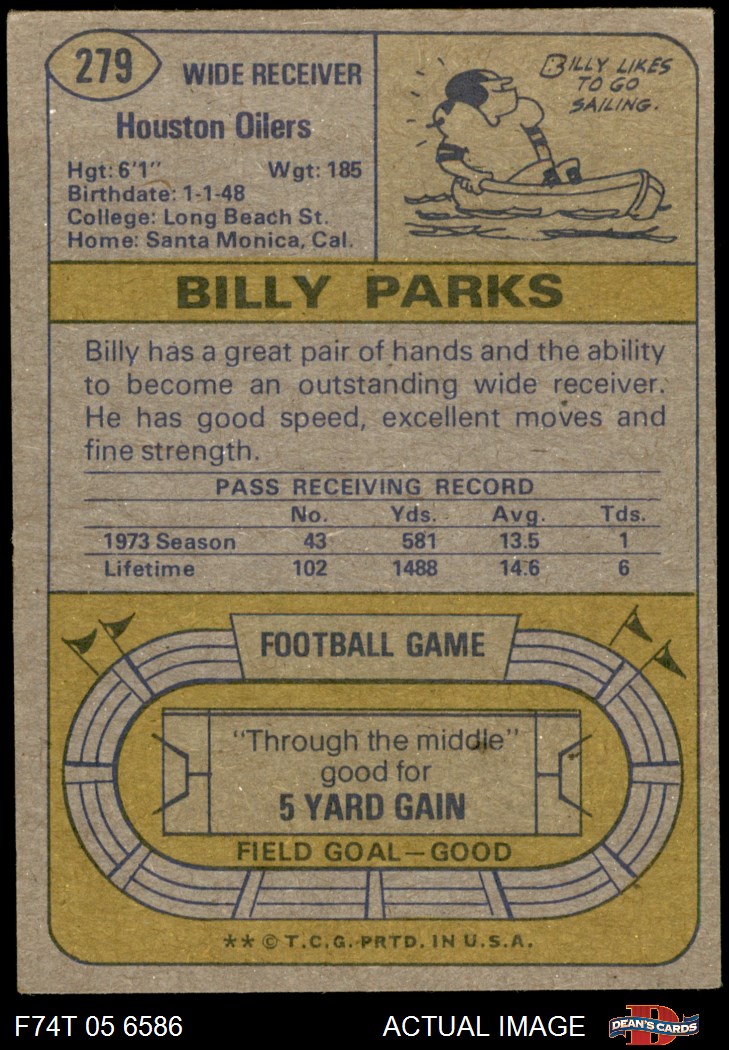 279
WIDE RECEIVER
Houston Oilers
Hgt: 6'1" Wgt: 185
Birthdate: 1-1-48
College: Long Beach St.
Home: Santa Monica, Cal.
BILLY LIKES
TO GO
SAILING.
BILLY PARKS
Billy has a great pair of hands and the ability
to become an outstanding wide receiver.
He has good speed, excellent moves and
fine strength.
PASS RECEIVING RECORD
No. Yds. Avg. Tds.
1973 Season 43 581 13.5 1
Lifetime 102 1488 14.6 6
FOOTBALL GAME
"Through the middle"
good for
5 YARD GAIN
FIELD GOAL—GOOD
** © T.C.G. PRTD. IN U.S.A.
F74T 05 6586 ACTUAL IMAGE D DEAN'S CARDS